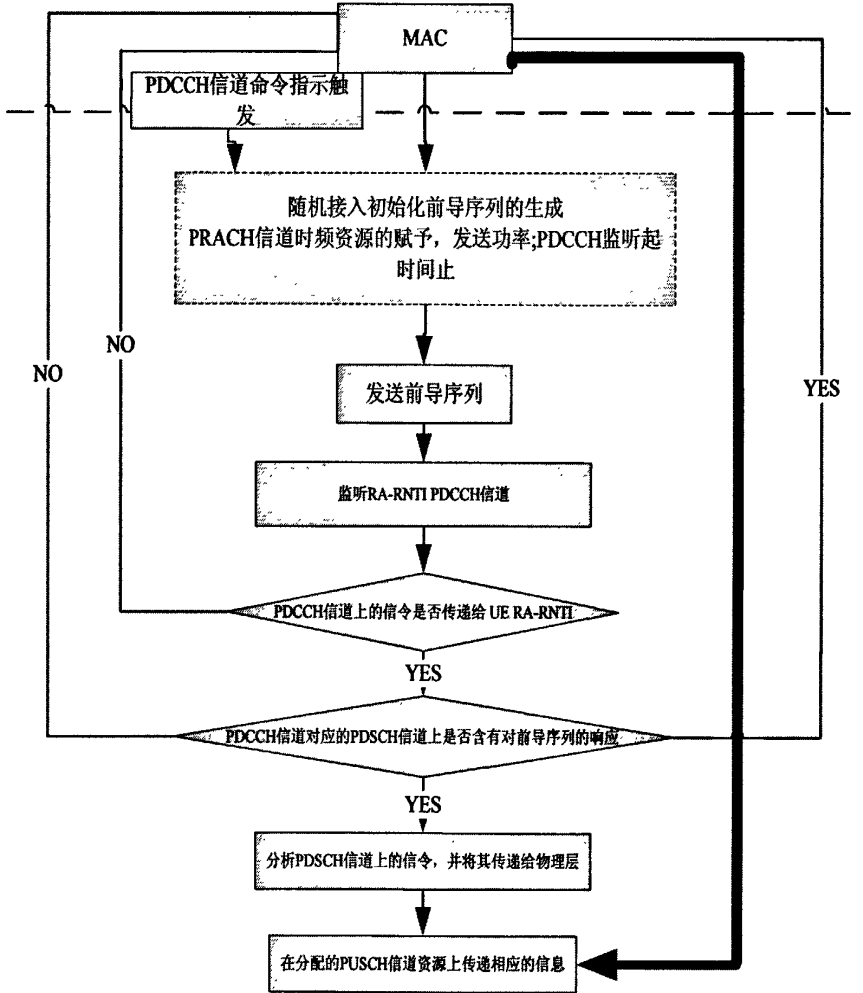 MAC
PDCCH信道命令指示触
发
随机接入初始化前导序列的生成
PRACH信道时频资源的赋予，发送功率;PDCCH监听起
时间止
NO
NO
YES
发送前导序列
监听RA-RNTI PDCCH信道
PDCCH信道上的信令是否传递给 UE RA-RNTI
YES
PDCCH信道对应的PDSCH信道上是否含有对前导序列的响应
YES
分析PDSCH信道上的信令，并将其传递给物理层
在分配的PUSCH信道资源上传递相应的信息